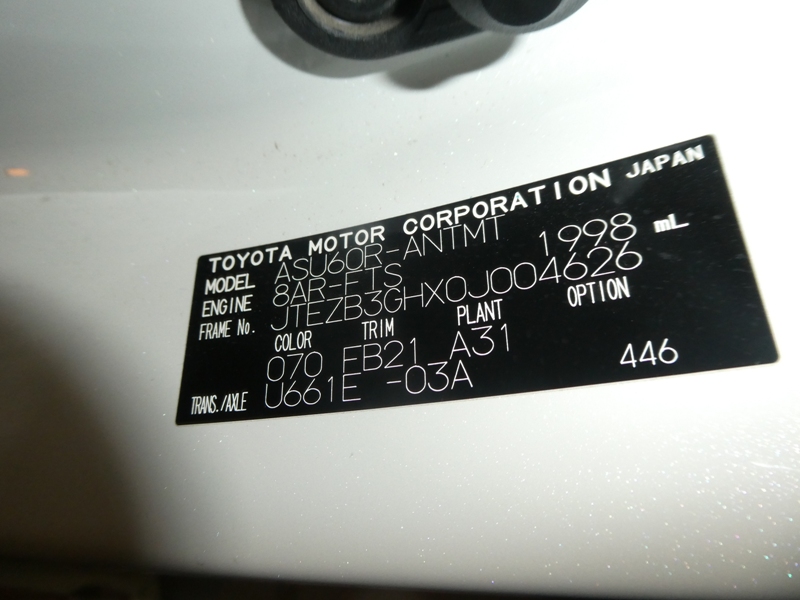 TOYOTA MOTOR CORPORATION JAPAN
MODEL ASU60R-ANTMT
ENGINE 8AR-FTS 1998 mL
FRAME No. JTEZB3GHX0J004626
COLOR TRIM PLANT OPTION
070 EB21 A31
TRANS./AXLE U661E -03A 446